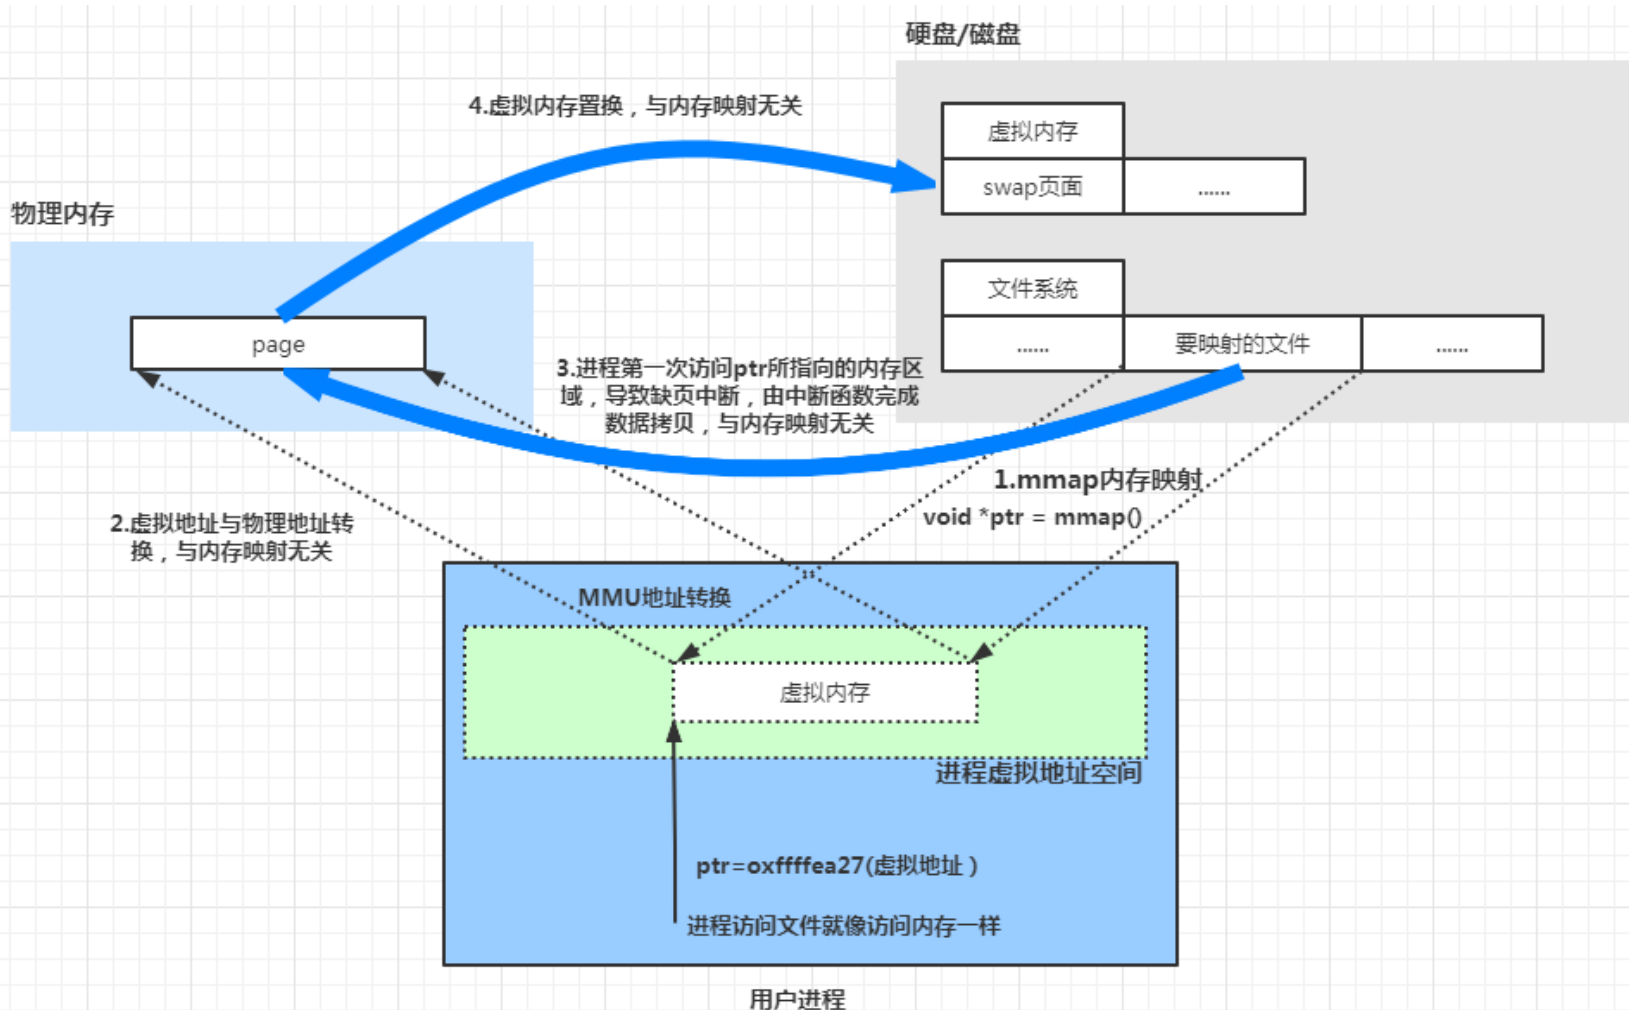 硬盘/磁盘
4.虚拟内存置换，与内存映射无关
虚拟内存
swap页面
......
物理内存
文件系统
page
......
要映射的文件
......
3.进程第一次访问ptr所指向的内存区
域，导致缺页中断，由中断函数完成
数据拷贝，与内存映射无关
1.mmap内存映射
void *ptr = mmap()
2.虚拟地址与物理地址转
换，与内存映射无关
MMU地址转换
虚拟内存
进程虚拟地址空间
ptr=oxffffea27(虚拟地址）
进程访问文件就像访问内存一样
用户进程